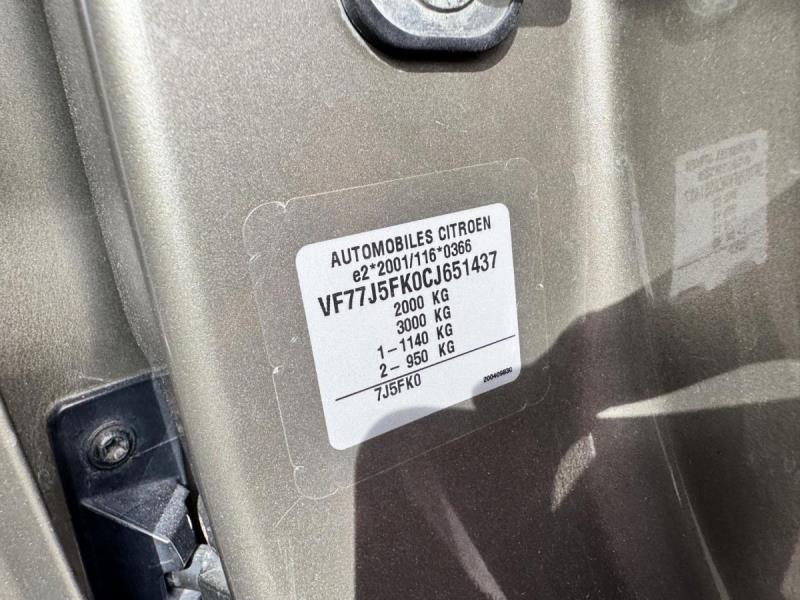 AUTOMOBILES CITROEN
e2*2001/116*0366
VF77J5FK0CJ651437
2000 KG
3000 KG
1-1140 KG
2-950 KG
7J5FK0